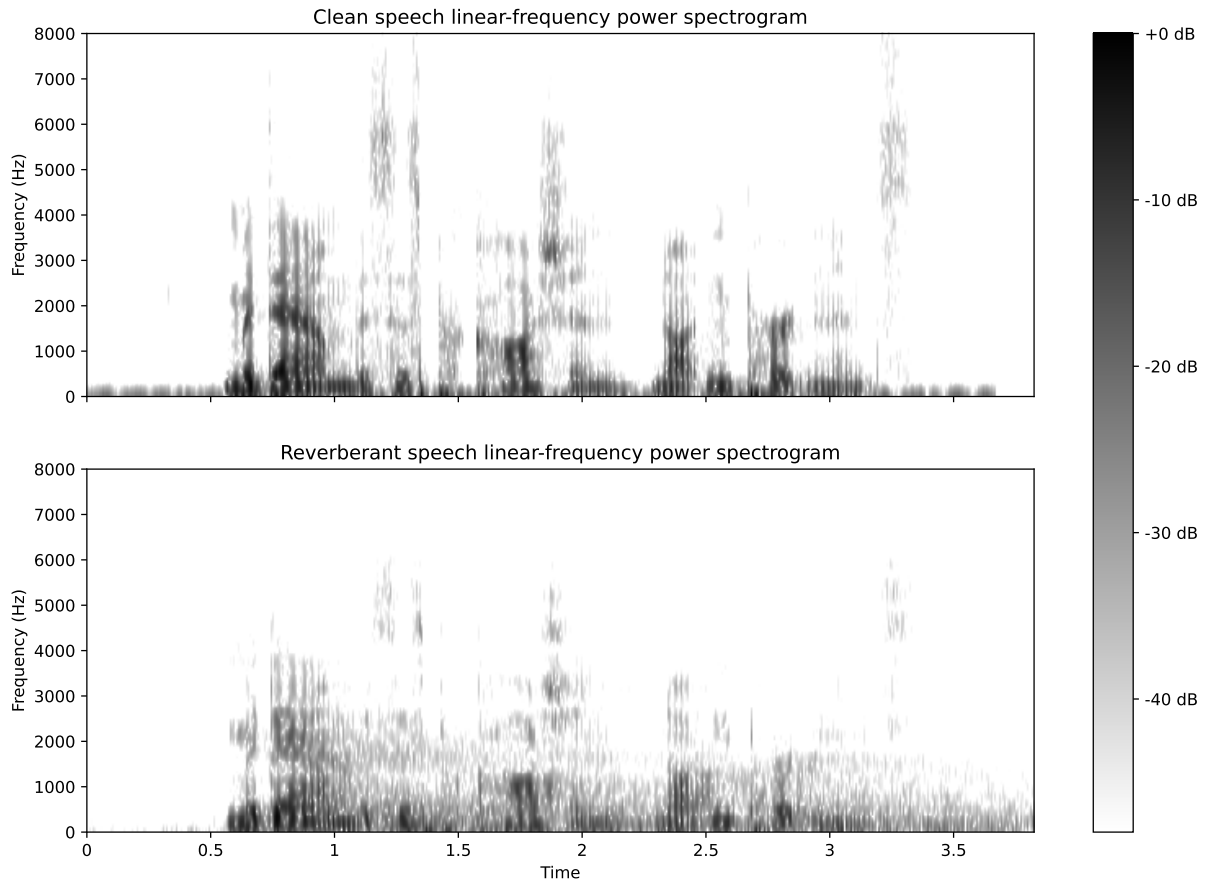 Clean speech linear-frequency power spectrogram
8000
7000
6000
5000
4000
3000
2000
1000
0
Frequency (Hz)
+0 dB
-10 dB
-20 dB
-30 dB
-40 dB
Reverberant speech linear-frequency power spectrogram
8000
7000
6000
5000
4000
3000
2000
1000
0
Frequency (Hz)
0 0.5 1 1.5 2 2.5 3 3.5
Time